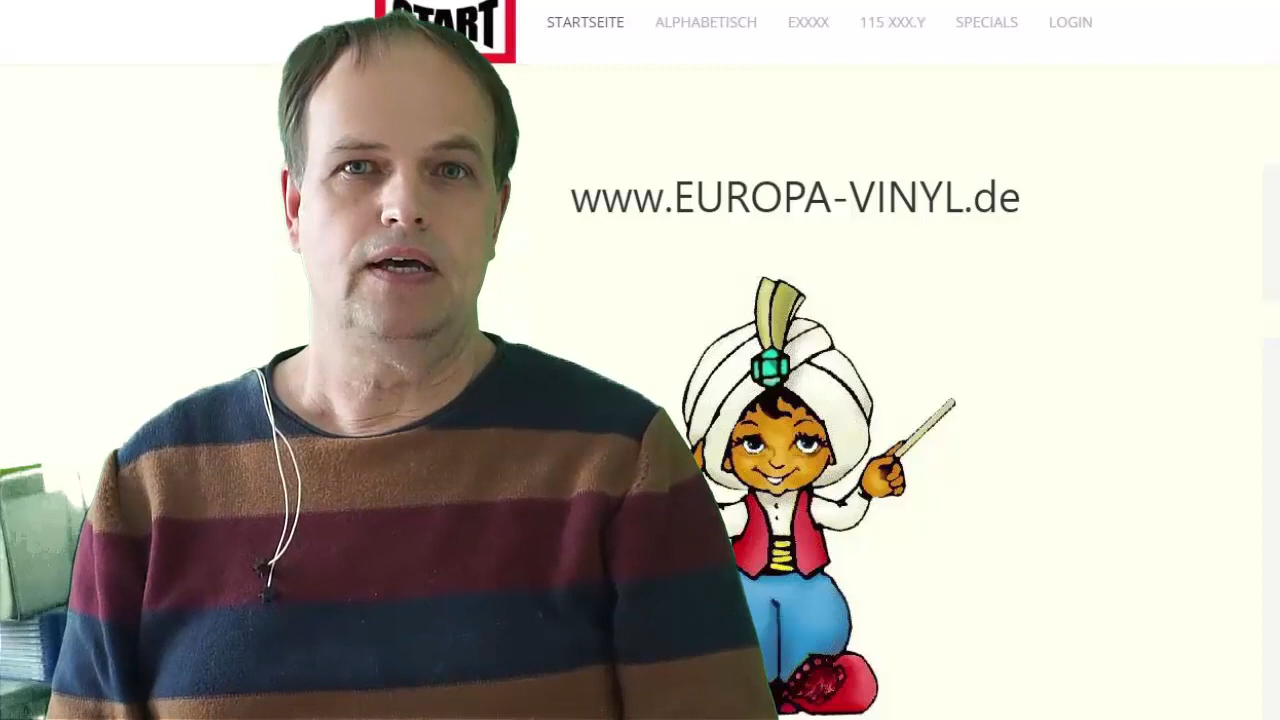 START
STARTSEITE ALPHABETISCH EXXXX 115 XXX.Y SPECIALS LOGIN
www.EUROPA-VINYL.de